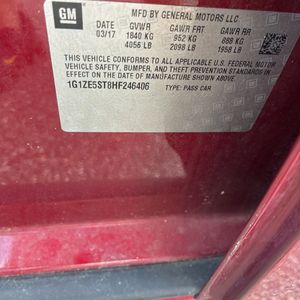 GM
MFD BY GENERAL MOTORS LLC.
DATE GVWR GAWR FRT GAWR RR
03/17 1840 KG 952 KG 888 KG
4056 LB 2098 LB 1958 LB
THIS VEHICLE CONFORMS TO ALL APPLICABLE U.S. FEDERAL MOTOR
VEHICLE SAFETY, BUMPER, AND THEFT PREVENTION STANDARDS IN
EFFECT ON THE DATE OF MANUFACTURE SHOWN ABOVE.
1G1ZE5ST8HF246406
TYPE: PASS CAR